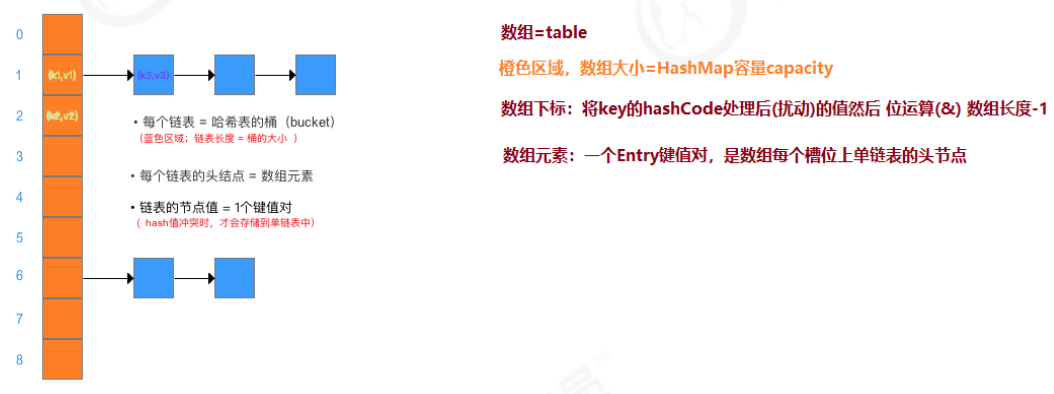 数组=table
橙色区域，数组大小=HashMap容量capacity
数组下标：将key的hashCode处理后(扰动)的值然后 位运算(&) 数组长度-1
数组元素：一个Entry键值对，是数组每个槽位上单链表的头节点
0
1
(k1,v1)
(k3,v3)
2
(k2,v2)
• 每个链表 = 哈希表的桶（bucket）
（蓝色区域；链表长度 = 桶的大小 ）
3
• 每个链表的头结点 = 数组元素
4
• 链表的节点值 = 1个键值对
（ hash值冲突时，才会存储到单链表中）
5
6
7
8